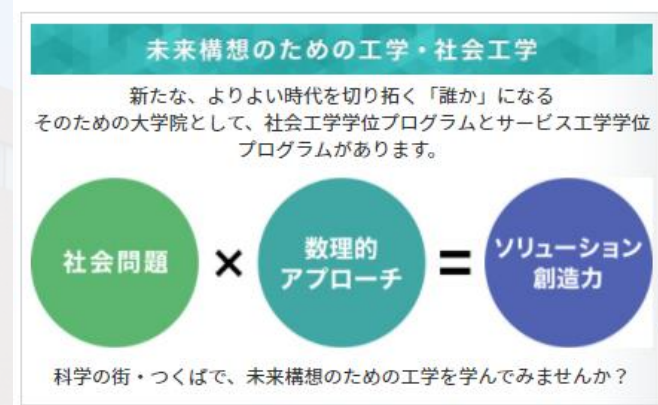 未来構想のための工学・社会工学
新たな、よりよい時代を切り拓く「誰か」になる
そのための大学院として、社会工学学位プログラムとサービス工学学位
プログラムがあります。
社会問題
×
数理的
アプローチ
=
ソリューション
創造力
科学の街・つくばで、未来構想のための工学を学んでみませんか？